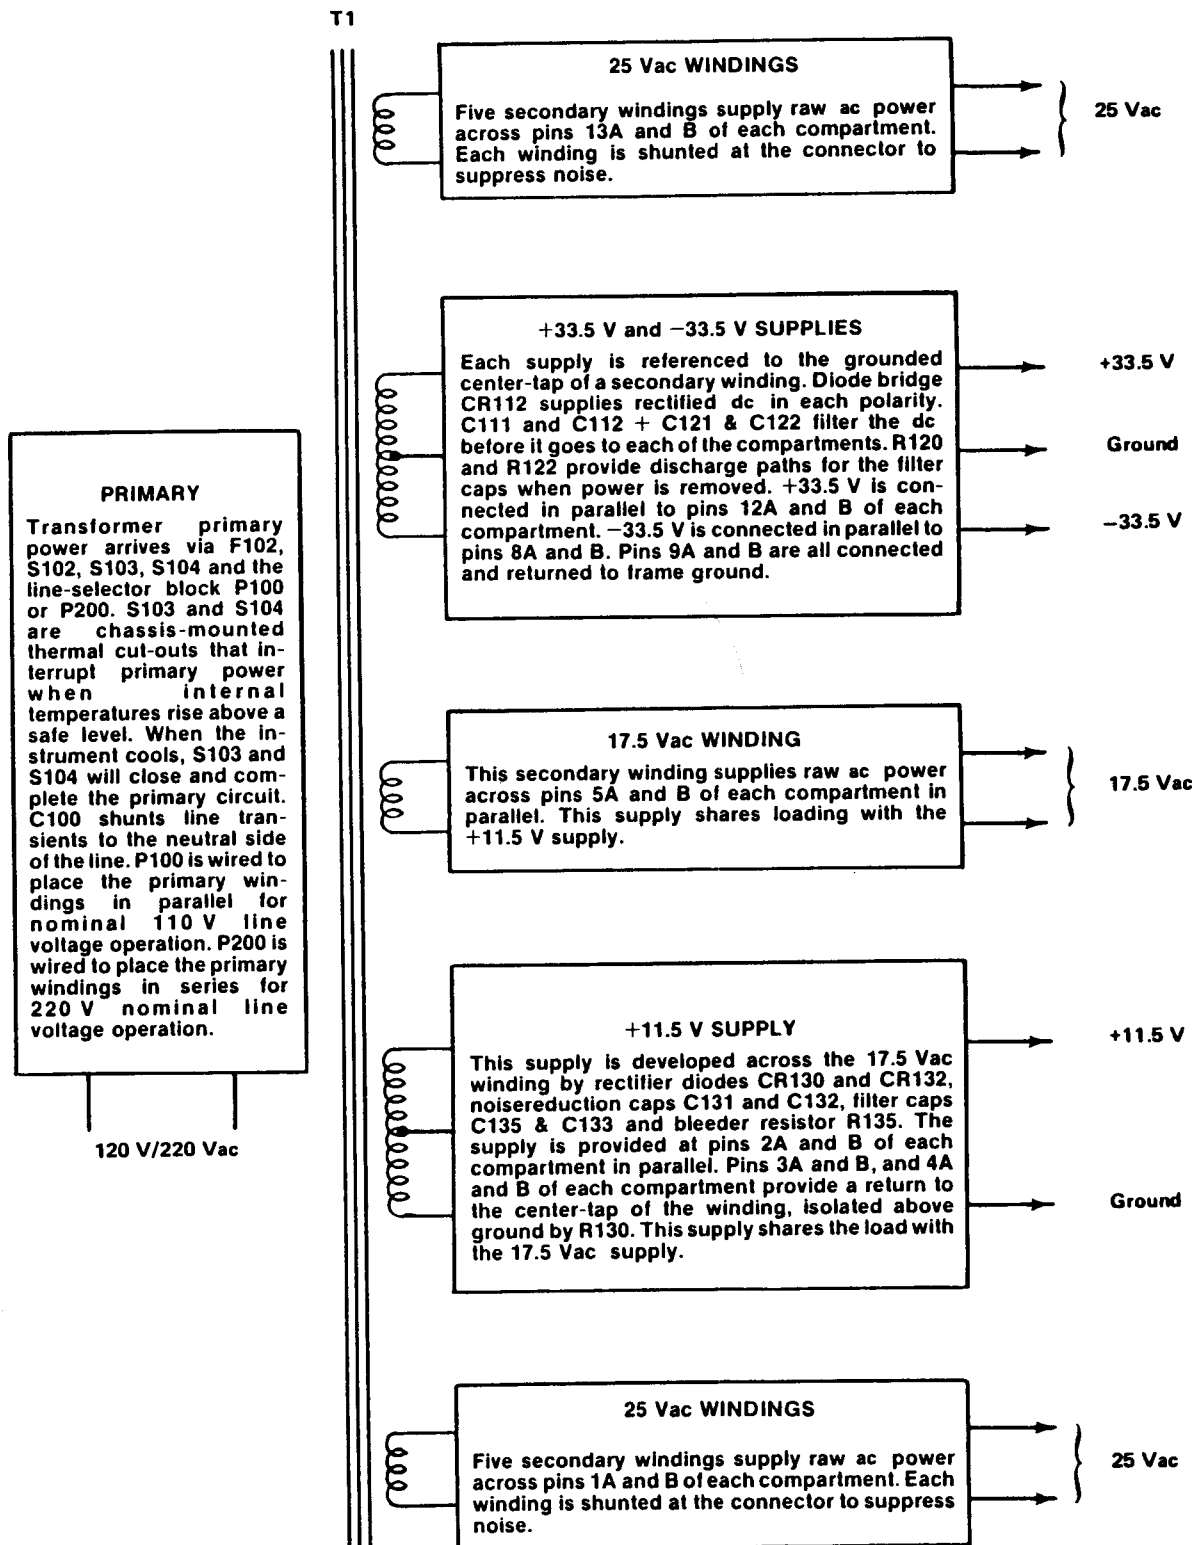 T1
25 Vac WINDINGS
Five secondary windings supply raw ac power
across pins 13A and B of each compartment.
Each winding is shunted at the connector to
suppress noise.
25 Vac
+33.5 V and −33.5 V SUPPLIES
Each supply is referenced to the grounded
center-tap of a secondary winding. Diode bridge
CR112 supplies rectified dc in each polarity.
C111 and C112 + C121 & C122 filter the dc
before it goes to each of the compartments. R120
and R122 provide discharge paths for the filter
caps when power is removed. +33.5 V is con-
nected in parallel to pins 12A and B of each
compartment. −33.5 V is connected in parallel to
pins 8A and B. Pins 9A and B are all connected
and returned to frame ground.
+33.5 V
Ground
−33.5 V
PRIMARY
Transformer primary
power arrives via F102,
S102, S103, S104 and the
line-selector block P100
or P200. S103 and S104
are chassis-mounted
thermal cut-outs that in-
terrupt primary power
when internal
temperatures rise above a
safe level. When the in-
strument cools, S103 and
S104 will close and com-
plete the primary circuit.
C100 shunts line tran-
sients to the neutral side
of the line. P100 is wired to
place the primary win-
dings in parallel for
nominal 110 V line
voltage operation. P200 is
wired to place the primary
windings in series for
220 V nominal line
voltage operation.
120 V/220 Vac
17.5 Vac WINDING
This secondary winding supplies raw ac power
across pins 5A and B of each compartment in
parallel. This supply shares loading with the
+11.5 V supply.
17.5 Vac
+11.5 V SUPPLY
This supply is developed across the 17.5 Vac
winding by rectifier diodes CR130 and CR132,
noisereduction caps C131 and C132, filter caps
C135 & C133 and bleeder resistor R135. The
supply is provided at pins 2A and B of each
compartment in parallel. Pins 3A and B, and 4A
and B of each compartment provide a return to
the center-tap of the winding, isolated above
ground by R130. This supply shares the load with
the 17.5 Vac supply.
+11.5 V
Ground
25 Vac WINDINGS
Five secondary windings supply raw ac power
across pins 1A and B of each compartment. Each
winding is shunted at the connector to suppress
noise.
25 Vac